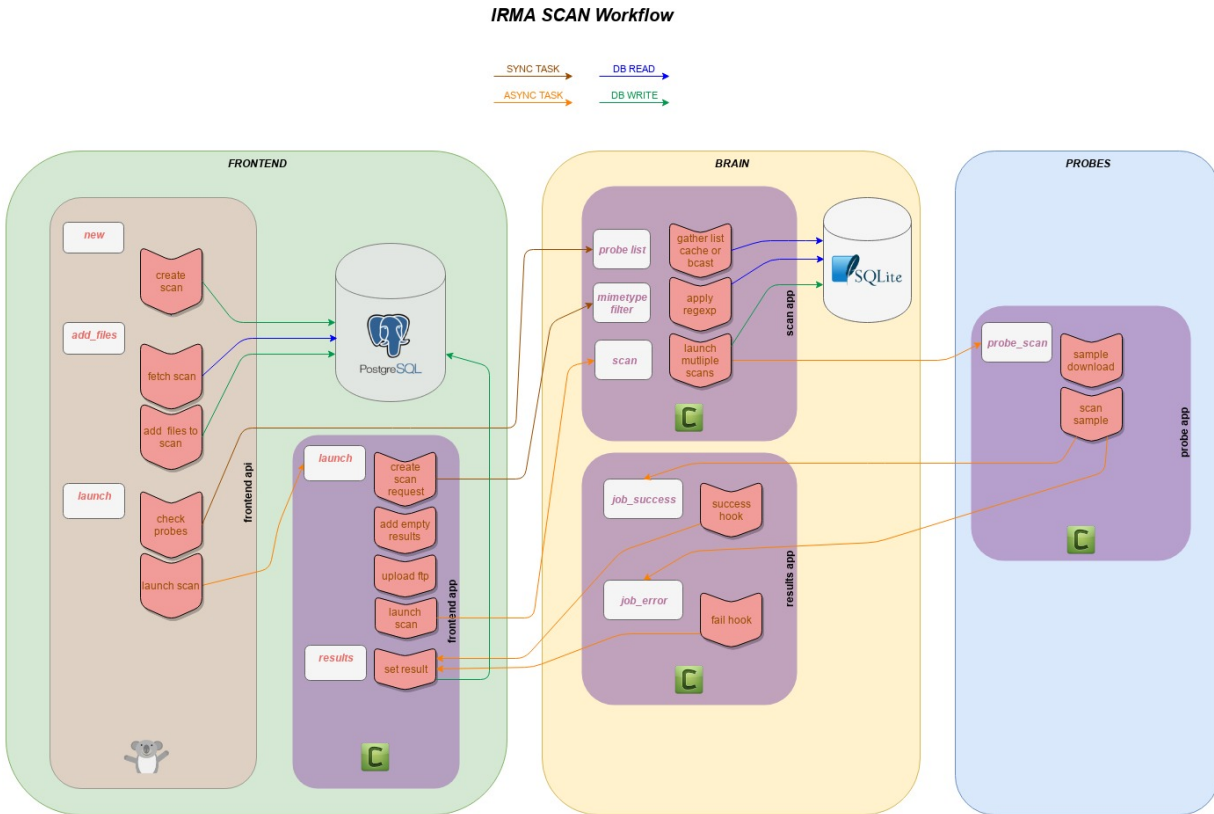 IRMA SCAN Workflow
SYNC TASK
DB READ
ASYNC TASK
DB WRITE
FRONTEND
new
create
scan
add_files
fetch scan
add files to
scan
launch
check
probes
launch scan
frontend api
PostgreSQL
launch
create
scan
request
add empty
results
upload ftp
launch
scan
results
set result
frontend app
C
BRAIN
probe list
gather list
cache or
bcast
mimetype
filter
apply
regexp
scan
launch
mutliple
scans
scan app
C
SQLite
job_success
success
hook
job_error
fail hook
results app
C
PROBES
probe_scan
sample
download
scan
sample
probe app
C